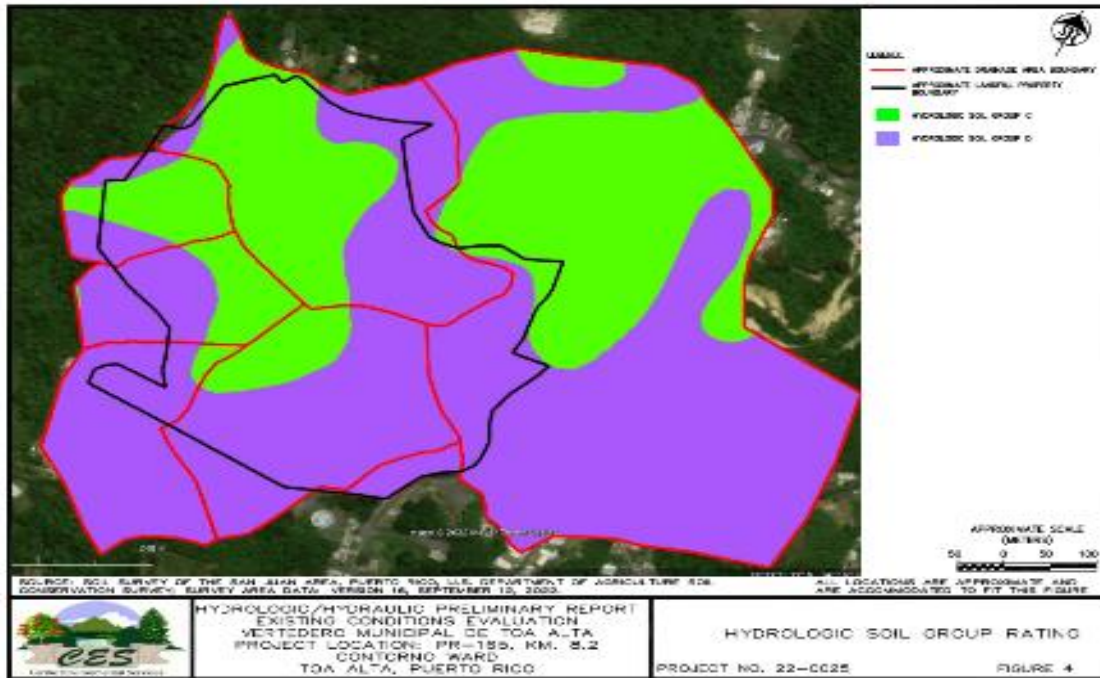 LEGEND:
APPROXIMATE DRAINAGE AREA BOUNDARY
APPROXIMATE LANDFILL PROPERTY
BOUNDARY
HYDROLOGIC SOIL GROUP C
HYDROLOGIC SOIL GROUP D
APPROXIMATE SCALE
(METERS)
50 0 50 100
SOURCE: SOIL SURVEY OF THE SAN JUAN AREA, PUERTO RICO, U.S. DEPARTMENT OF AGRICULTURE SOIL
CONSERVATION SURVEY: SURVEY AREA DATA: VERSION 16, SEPTEMBER 12, 2022.
ALL LOCATIONS ARE APPROXIMATE AND
ARE ACCOMMODATED TO FIT THIS FIGURE
CES
HYDROLOGIC/HYDRAULIC PRELIMINARY REPORT
EXISTING CONDITIONS EVALUATION
VERTEDERO MUNICIPAL DE TOA ALTA
PROJECT LOCATION: PR-165, KM. 8.2
CONTORNO WARD
TOA ALTA, PUERTO RICO
HYDROLOGIC SOIL GROUP RATING
PROJECT NO. 22-0025
FIGURE 4